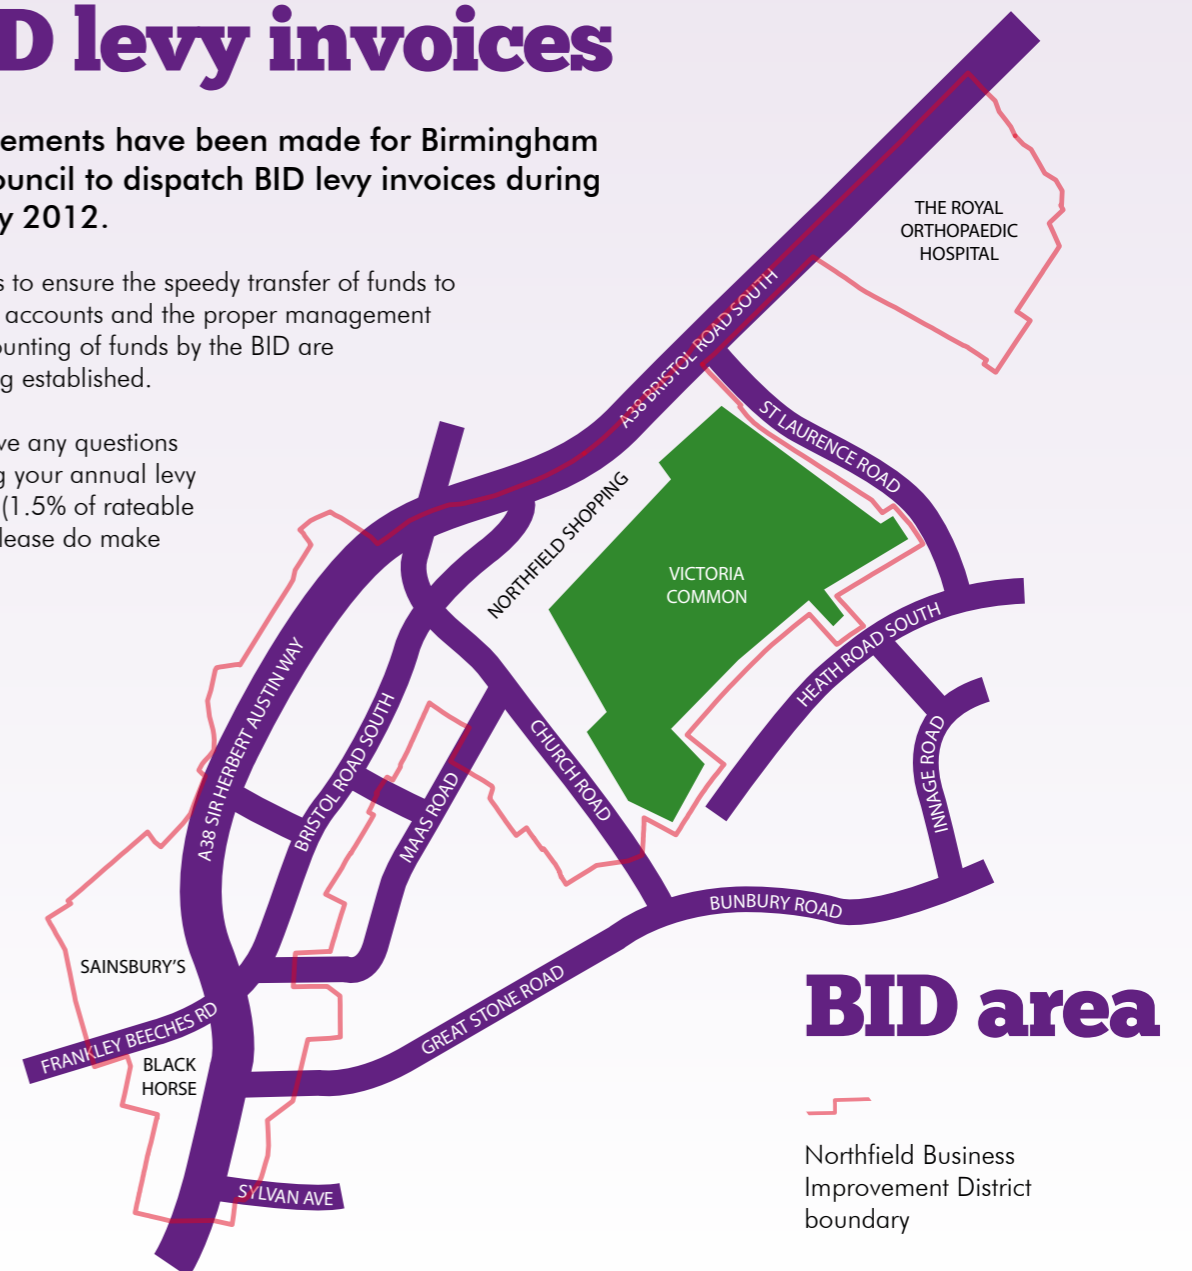 D levy invoices
ements have been made for Birmingham
ouncil to dispatch BID levy invoices during
y 2012.
s to ensure the speedy transfer of funds to
accounts and the proper management
ounting of funds by the BID are
g established.
ve any questions
g your annual levy
(1.5% of rateable
lease do make
THE ROYAL
ORTHOPAEDIC
HOSPITAL
A38 BRISTOL ROAD SOUTH
ST LAURENCE ROAD
NORTHFIELD SHOPPING
VICTORIA
COMMON
HEATH ROAD SOUTH
INNAGE ROAD
A38 SIR HERBERT AUSTIN WAY
BRISTOL ROAD SOUTH
MAAS ROAD
CHURCH ROAD
BUNBURY ROAD
SAINSBURY'S
GREAT STONE ROAD
FRANKLEY BEECHES RD
BLACK
HORSE
SYLVAN AVE
BID area
Northfield Business
Improvement District
boundary